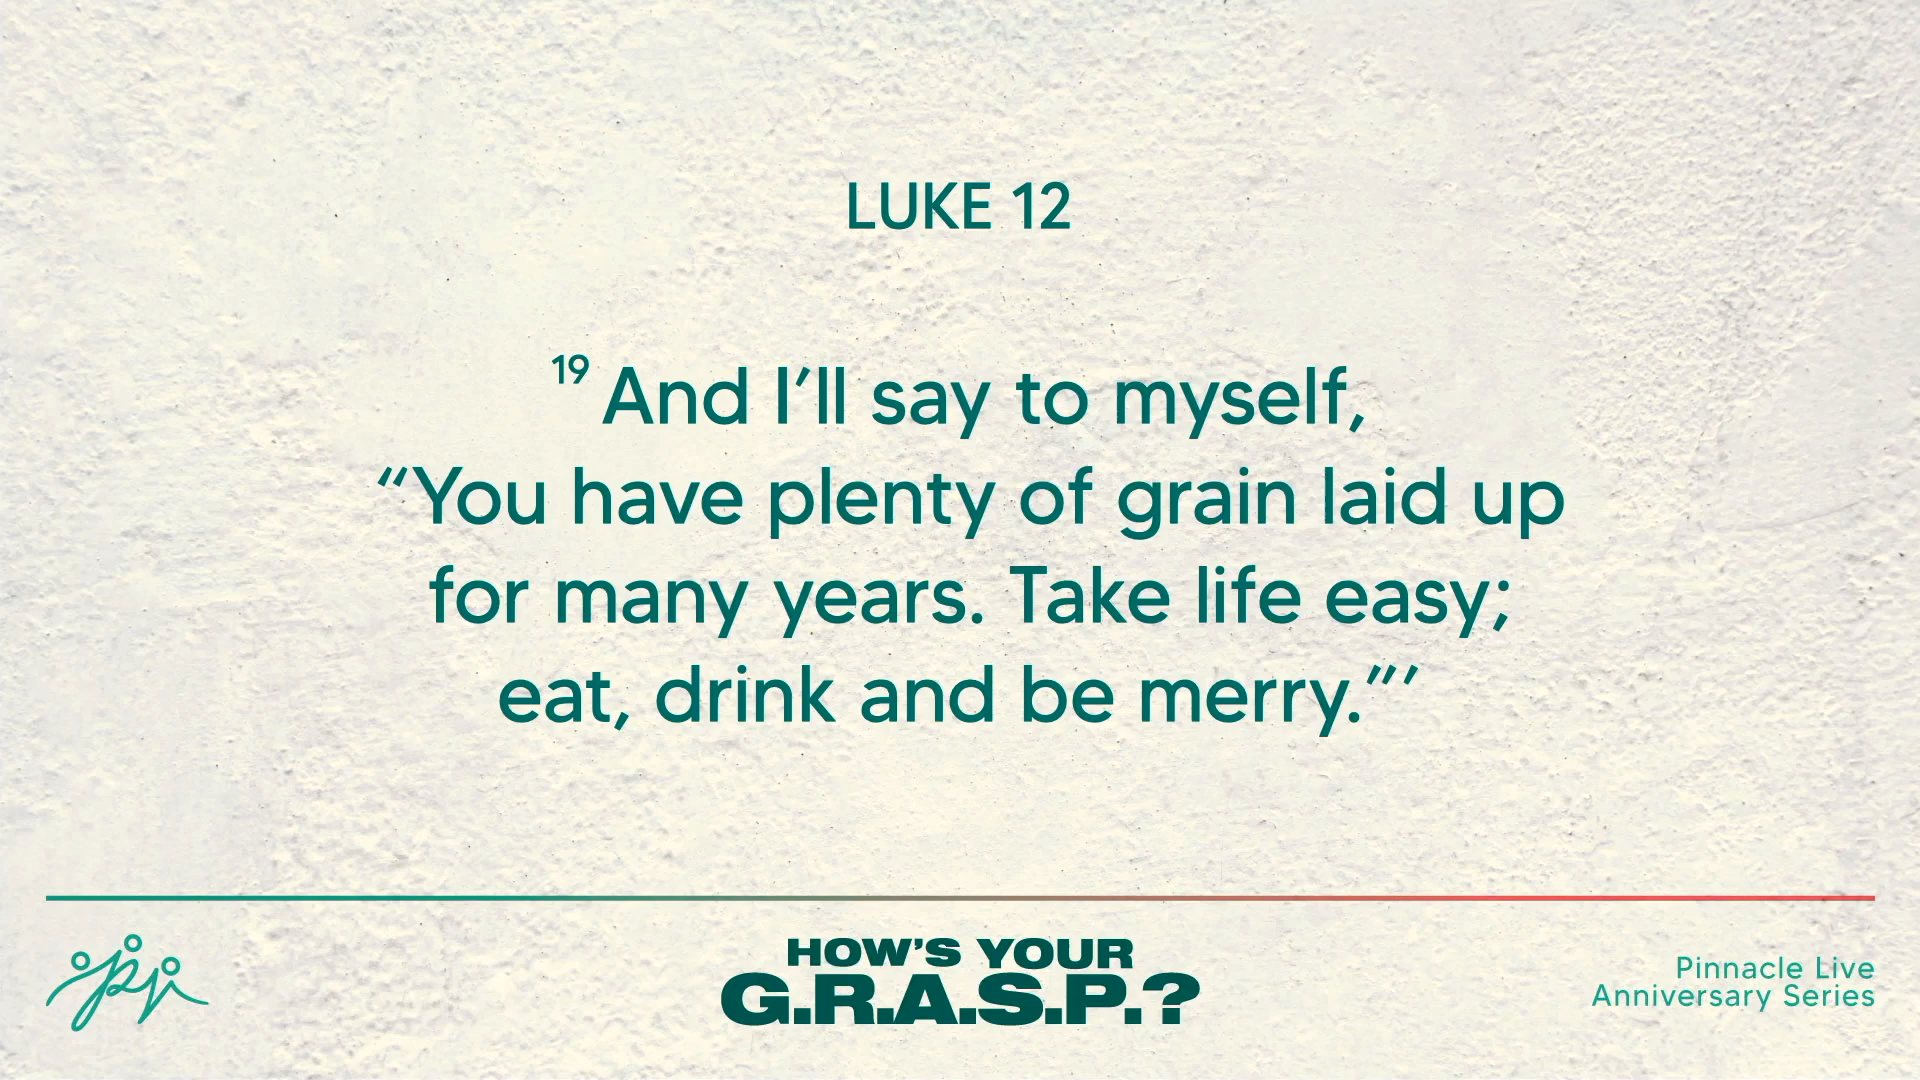 LUKE 12
19 And I’ll say to myself,
“You have plenty of grain laid up
for many years. Take life easy;
eat, drink and be merry.”’
HOW’S YOUR
G.R.A.S.P.?
Pinnacle Live
Anniversary Series